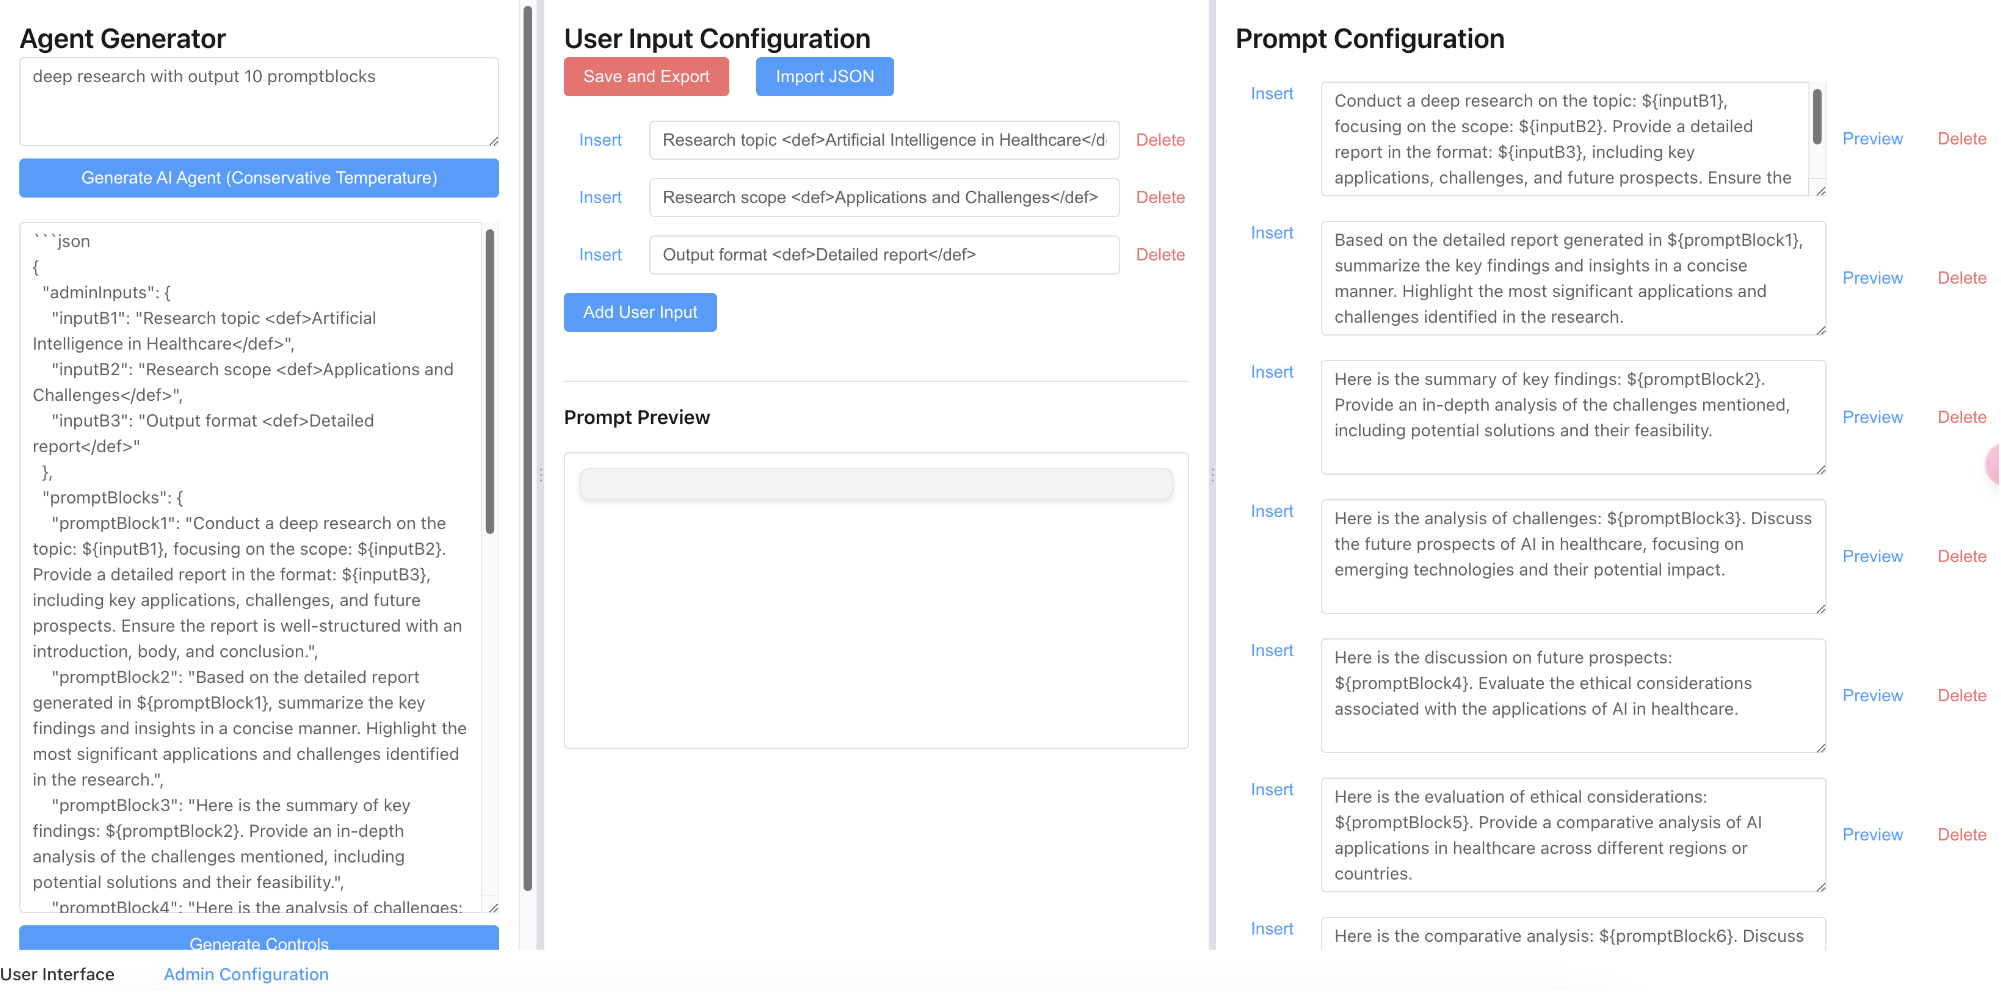 Agent Generator
deep research with output 10 promptblocks
Generate AI Agent (Conservative Temperature)
```json
{
"adminInputs": {
"inputB1": "Research topic <def>Artificial
Intelligence in Healthcare</def>",
"inputB2": "Research scope <def>Applications and
Challenges</def>",
"inputB3": "Output format <def>Detailed
report</def>"
},
"promptBlocks": {
"promptBlock1": "Conduct a deep research on the
topic: ${inputB1}, focusing on the scope: ${inputB2}.
Provide a detailed report in the format: ${inputB3},
including key applications, challenges, and future
prospects. Ensure the report is well-structured with an
introduction, body, and conclusion.",
"promptBlock2": "Based on the detailed report
generated in ${promptBlock1}, summarize the key
findings and insights in a concise manner. Highlight the
most significant applications and challenges identified
in the research.",
"promptBlock3": "Here is the summary of key
findings: ${promptBlock2}. Provide an in-depth
analysis of the challenges mentioned, including
potential solutions and their feasibility.",
"promptBlock4": "Here is the analysis of challenges:
Generate Controls
User Input Configuration
Save and Export
Import JSON
Insert
Research topic <def>Artificial Intelligence in Healthcare</d
Delete
Insert
Research scope <def>Applications and Challenges</def>
Delete
Insert
Output format <def>Detailed report</def>
Delete
Add User Input
Prompt Preview
Prompt Configuration
Insert
Conduct a deep research on the topic: ${inputB1},
focusing on the scope: ${inputB2}. Provide a detailed
report in the format: ${inputB3}, including key
applications, challenges, and future prospects. Ensure the
Preview
Delete
Insert
Based on the detailed report generated in ${promptBlock1},
summarize the key findings and insights in a concise
manner. Highlight the most significant applications and
challenges identified in the research.
Preview
Delete
Insert
Here is the summary of key findings: ${promptBlock2}.
Provide an in-depth analysis of the challenges mentioned,
including potential solutions and their feasibility.
Preview
Delete
Insert
Here is the analysis of challenges: ${promptBlock3}. Discuss
the future prospects of AI in healthcare, focusing on
emerging technologies and their potential impact.
Preview
Delete
Insert
Here is the discussion on future prospects:
${promptBlock4}. Evaluate the ethical considerations
associated with the applications of AI in healthcare.
Preview
Delete
Insert
Here is the evaluation of ethical considerations:
${promptBlock5}. Provide a comparative analysis of AI
applications in healthcare across different regions or
countries.
Preview
Delete
Insert
Here is the comparative analysis: ${promptBlock6}. Discuss
User Interface
Admin Configuration